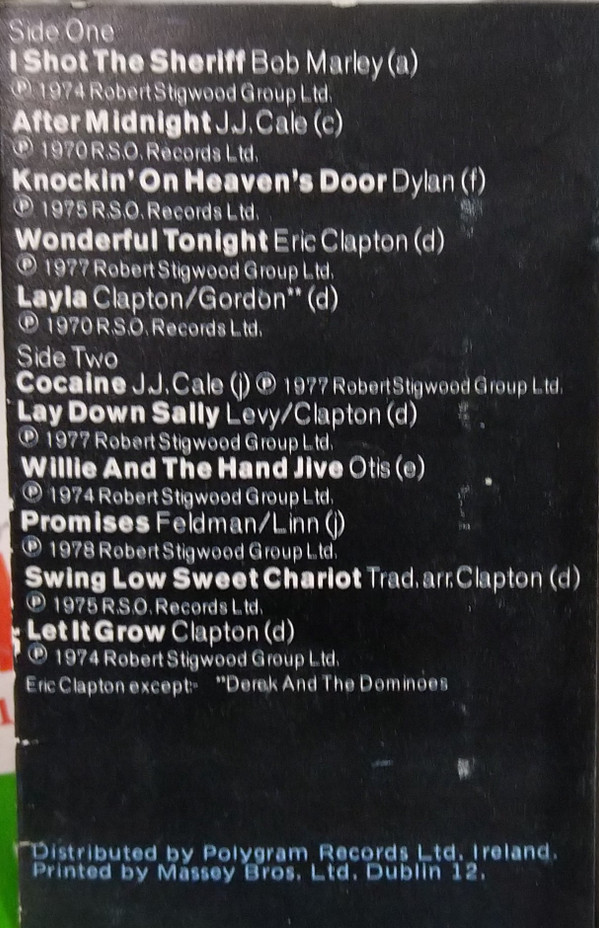 Side One
I Shot The Sheriff Bob Marley (a)
℗ 1974 Robert Stigwood Group Ltd.
After Midnight J.J. Cale (c)
℗ 1970 R.S.O. Records Ltd.
Knockin' On Heaven's Door Dylan (f)
℗ 1975 R.S.O. Records Ltd.
Wonderful Tonight Eric Clapton (d)
℗ 1977 Robert Stigwood Group Ltd.
Layla Clapton/Gordon** (d)
℗ 1970 R.S.O. Records Ltd.
Side Two
Cocaine J.J. Cale (j) ℗ 1977 Robert Stigwood Group Ltd.
Lay Down Sally Levy/Clapton (d)
℗ 1977 Robert Stigwood Group Ltd.
Willie And The Hand Jive Otis (e)
℗ 1974 Robert Stigwood Group Ltd.
Promises Feldman/Linn (j)
℗ 1978 Robert Stigwood Group Ltd.
Swing Low Sweet Chariot Trad. arr. Clapton (d)
℗ 1975 R.S.O. Records Ltd.
Let It Grow Clapton (d)
℗ 1974 Robert Stigwood Group Ltd.
Eric Clapton except:- **Derek And The Dominoes
Distributed by Polygram Records Ltd. Ireland.
Printed by Massey Bros. Ltd. Dublin 12.